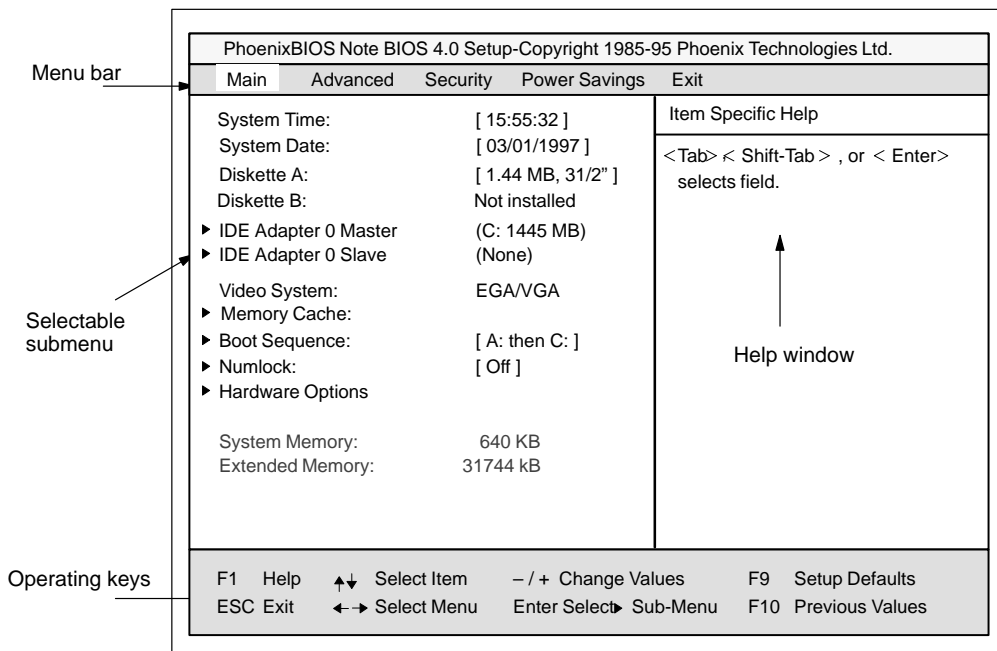 PhoenixBIOS Note BIOS 4.0 Setup-Copyright 1985-95 Phoenix Technologies Ltd.
Menu bar
Main Advanced Security Power Savings Exit
System Time: [ 15:55:32 ]
System Date: [ 03/01/1997 ]
Diskette A: [ 1.44 MB, 31/2” ]
Diskette B: Not installed
IDE Adapter 0 Master (C: 1445 MB)
IDE Adapter 0 Slave (None)
Video System: EGA/VGA
Memory Cache:
Boot Sequence: [ A: then C: ]
Numlock: [ Off ]
Hardware Options
System Memory: 640 KB
Extended Memory: 31744 kB
Item Specific Help
<Tab> < Shift-Tab > , or < Enter>
selects field.
Help window
Selectable
submenu
Operating keys
F1 Help Select Item – / + Change Values F9 Setup Defaults
ESC Exit Select Menu Enter Select Sub-Menu F10 Previous Values